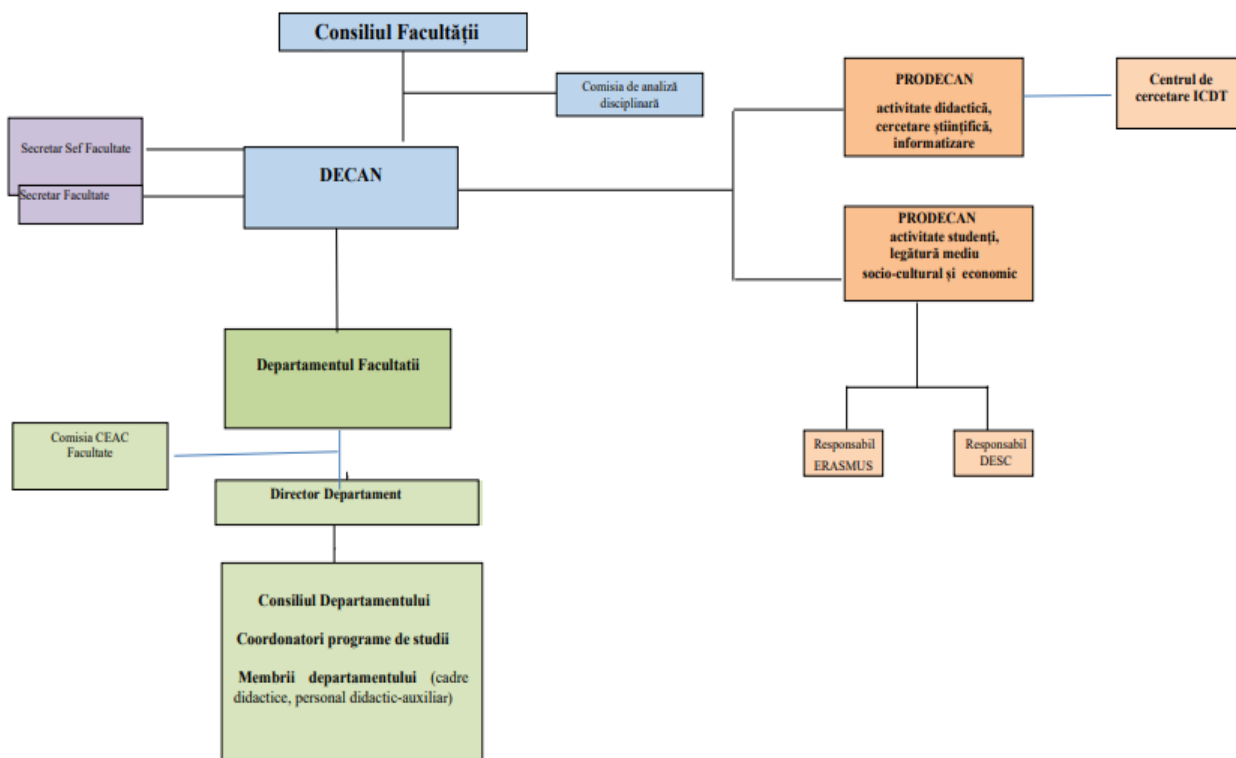 Consiliul Facultății
Comisia de analiză
disciplinară
PRODECAN
activitate didactică,
cercetare științifică,
informatizare
Centrul de
cercetare ICDT
Secretar Sef Facultate
Secretar Facultate
DECAN
PRODECAN
activitate studenți,
legătură mediu
socio-cultural și economic
Departamentul Facultatii
Comisia CEAC
Facultate
Responsabil
ERASMUS
Responsabil
DESC
Director Departament
Consiliul Departamentului
Coordonatori programe de studii
Membrii departamentului (cadre
didactice, personal didactic-auxiliar)